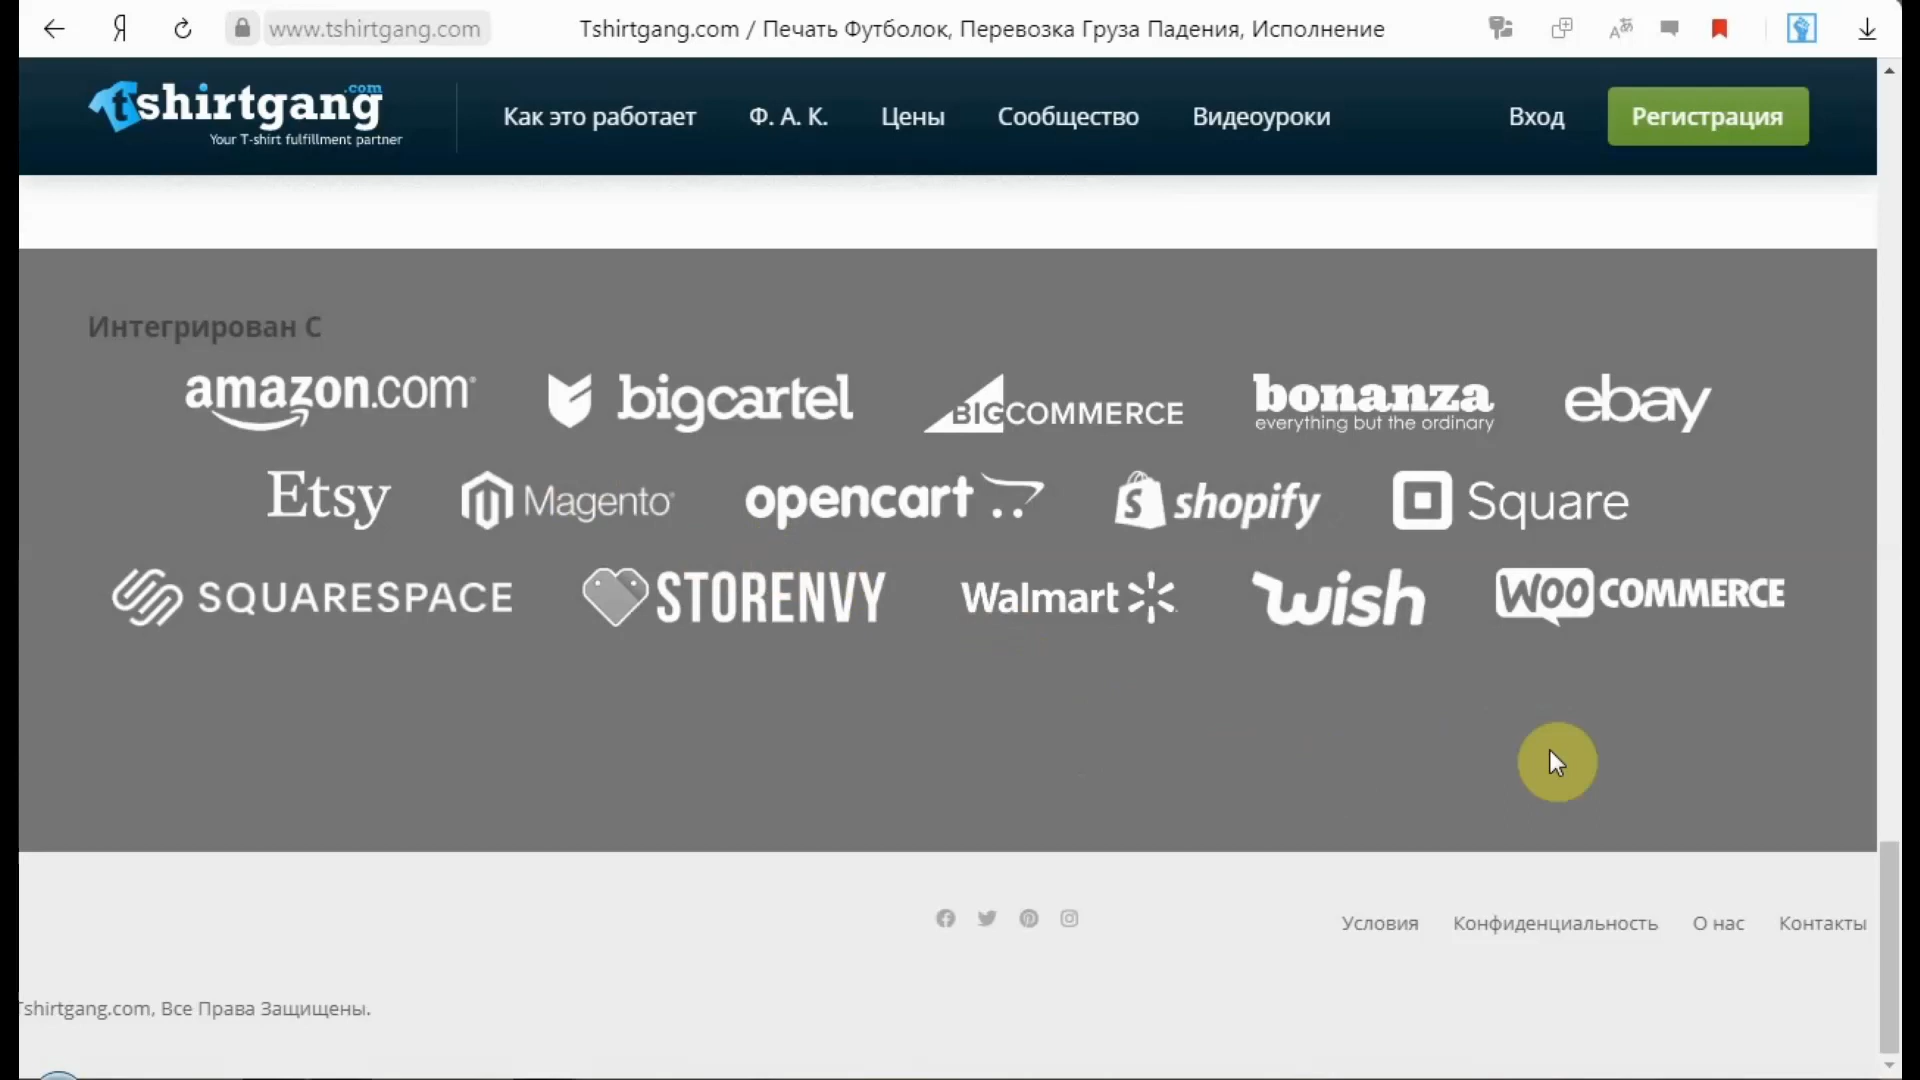 Я
www.tshirtgang.com
Tshirtgang.com / Печать Футболок, Перевозка Груза Падения, Исполнение
tshirtgang.com
Your T-shirt fulfillment partner
Как это работает
Ф. А. К.
Цены
Сообщество
Видеоуроки
Вход
Регистрация
Интегрирован С
amazon.com
bigcartel
BIGCOMMERCE
bonanza
everything but the ordinary
ebay
Etsy
Magento
opencart
shopify
Square
SQUARESPACE
STORENVY
Walmart
wish
WOO COMMERCE
Условия
Конфиденциальность
О нас
Контакты
Tshirtgang.com, Все Права Защищены.